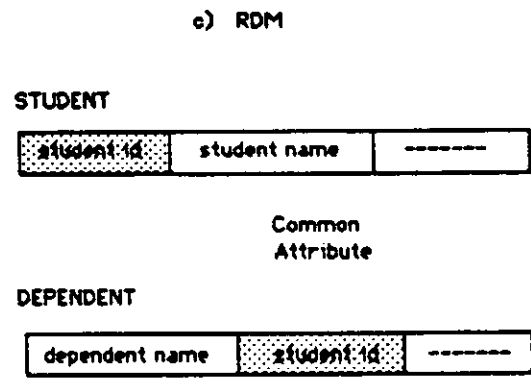 c) RDM
STUDENT
student id student name -------
Common
Attribute
DEPENDENT
dependent name student id -------